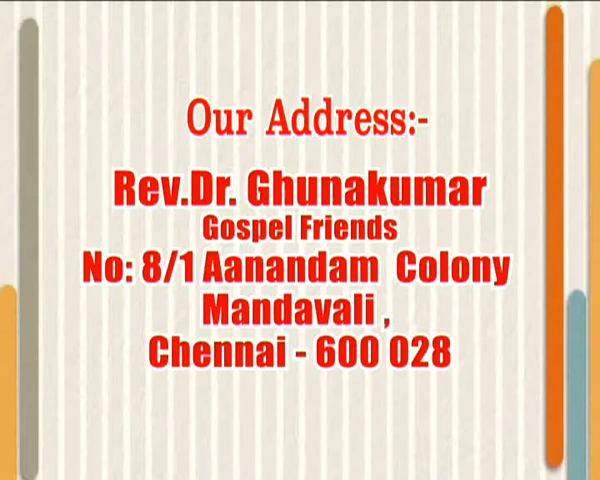 Our Address:-
Rev.Dr. Ghunakumar
Gospel Friends
No: 8/1 Aanandam Colony
Mandavali ,
Chennai - 600 028